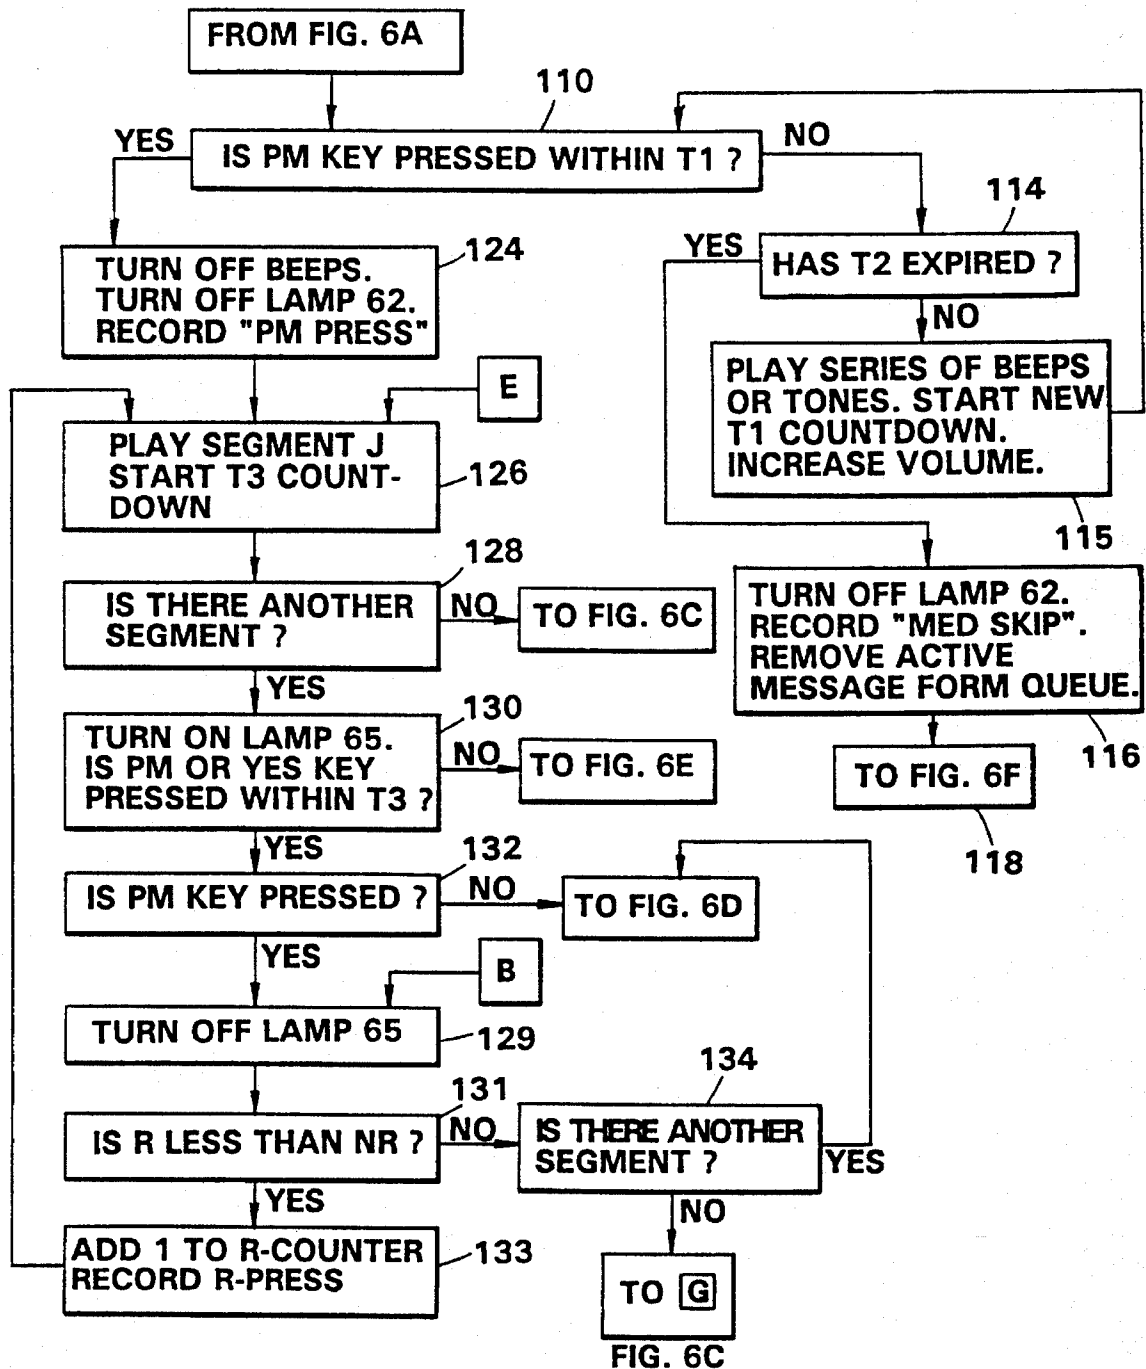 FROM FIG. 6A
110
YES
IS PM KEY PRESSED WITHIN T1 ?
NO
114
124
TURN OFF BEEPS.
TURN OFF LAMP 62.
RECORD "PM PRESS"
YES
HAS T2 EXPIRED ?
NO
E
PLAY SERIES OF BEEPS
OR TONES. START NEW
T1 COUNTDOWN.
INCREASE VOLUME.
115
PLAY SEGMENT J
START T3 COUNT-
DOWN
126
128
IS THERE ANOTHER
SEGMENT ?
NO
TO FIG. 6C
YES
TURN OFF LAMP 62.
RECORD "MED SKIP".
REMOVE ACTIVE
MESSAGE FORM QUEUE.
116
130
TURN ON LAMP 65.
IS PM OR YES KEY
PRESSED WITHIN T3 ?
NO
TO FIG. 6E
TO FIG. 6F
118
YES
132
IS PM KEY PRESSED ?
NO
TO FIG. 6D
YES
B
TURN OFF LAMP 65
129
131
IS R LESS THAN NR ?
NO
134
IS THERE ANOTHER
SEGMENT ?
YES
YES
NO
ADD 1 TO R-COUNTER
RECORD R-PRESS
133
TO G
FIG. 6C